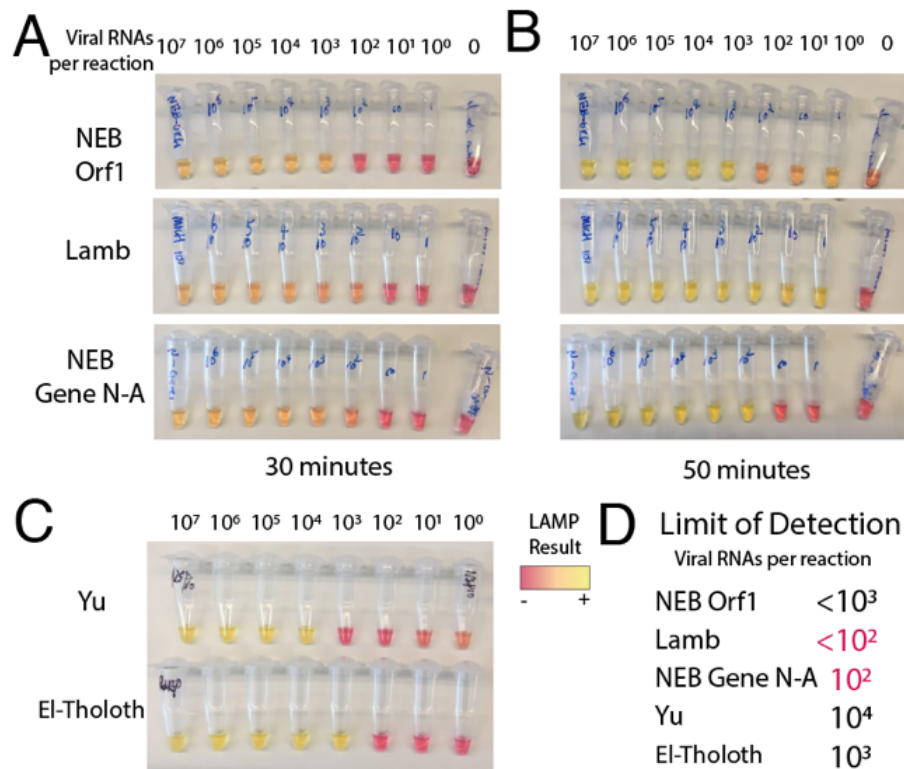 A
Viral RNAs per reaction 10⁷ 10⁶ 10⁵ 10⁴ 10³ 10² 10¹ 10⁰ 0
NEB Orf1
Lamb
NEB Gene N-A
30 minutes
B
10⁷ 10⁶ 10⁵ 10⁴ 10³ 10² 10¹ 10⁰ 0
50 minutes
C
10⁷ 10⁶ 10⁵ 10⁴ 10³ 10² 10¹ 10⁰
Yu
El-Tholoth
LAMP
Result
- +
D
Limit of Detection
Viral RNAs per reaction
NEB Orf1 <10³
Lamb <10²
NEB Gene N-A 10²
Yu 10⁴
El-Tholoth 10³